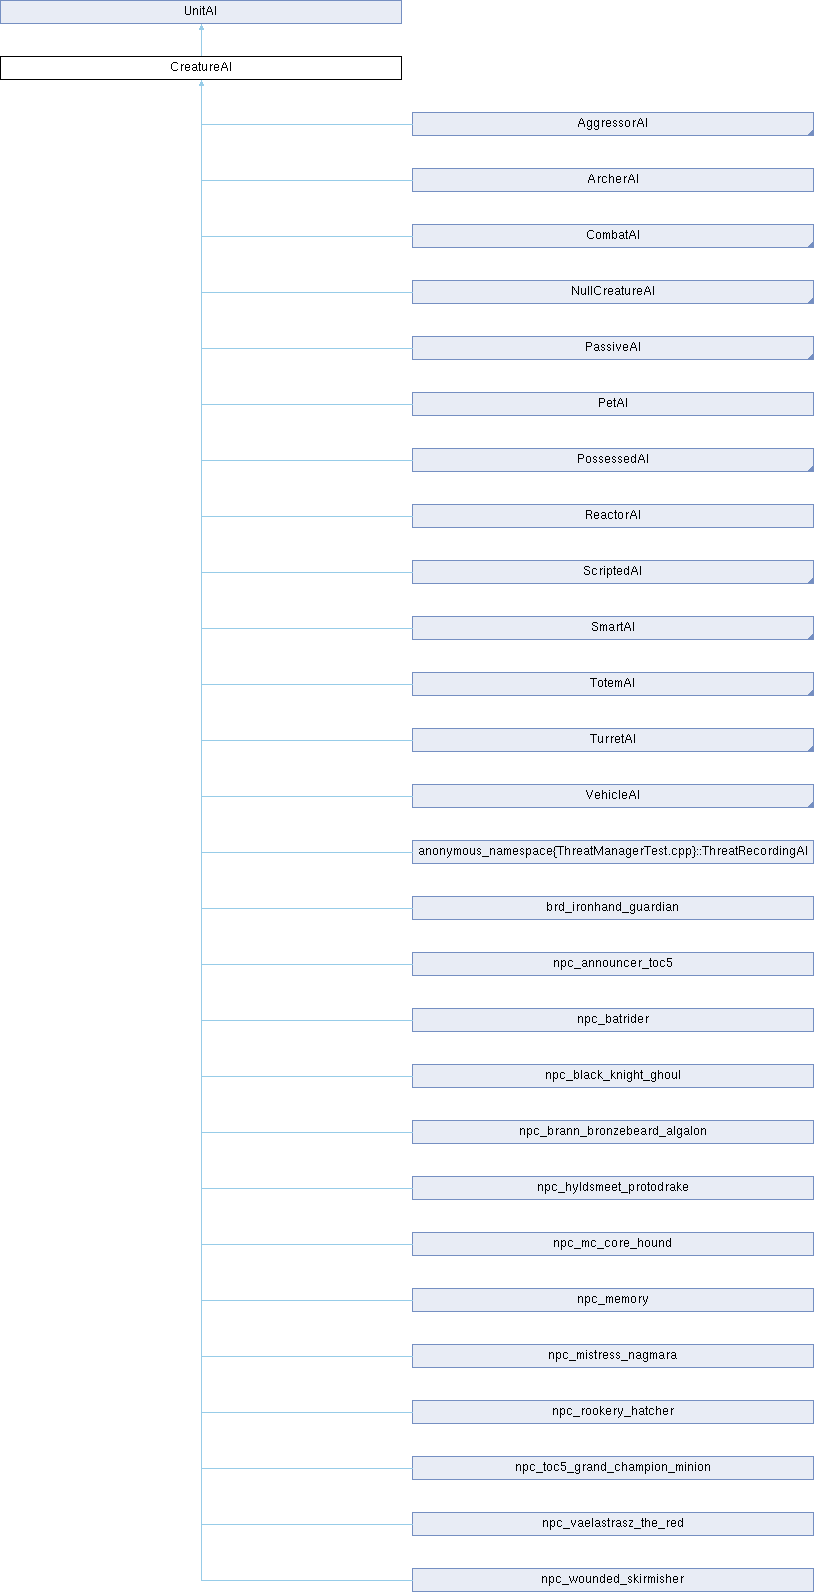 UnitAI
CreatureAI
AggressorAI
ArcherAI
CombatAI
NullCreatureAI
PassiveAI
PetAI
PossessedAI
ReactorAI
ScriptedAI
SmartAI
TotemAI
TurretAI
VehicleAI
anonymous_namespace{ThreatManagerTest.cpp}::ThreatRecordingAI
brd_ironhand_guardian
npc_announcer_toc5
npc_batrider
npc_black_knight_ghoul
npc_brann_bronzebeard_algalon
npc_hyldsmeet_protodrake
npc_mc_core_hound
npc_memory
npc_mistress_nagmara
npc_rookery_hatcher
npc_toc5_grand_champion_minion
npc_vaelastrasz_the_red
npc_wounded_skirmisher